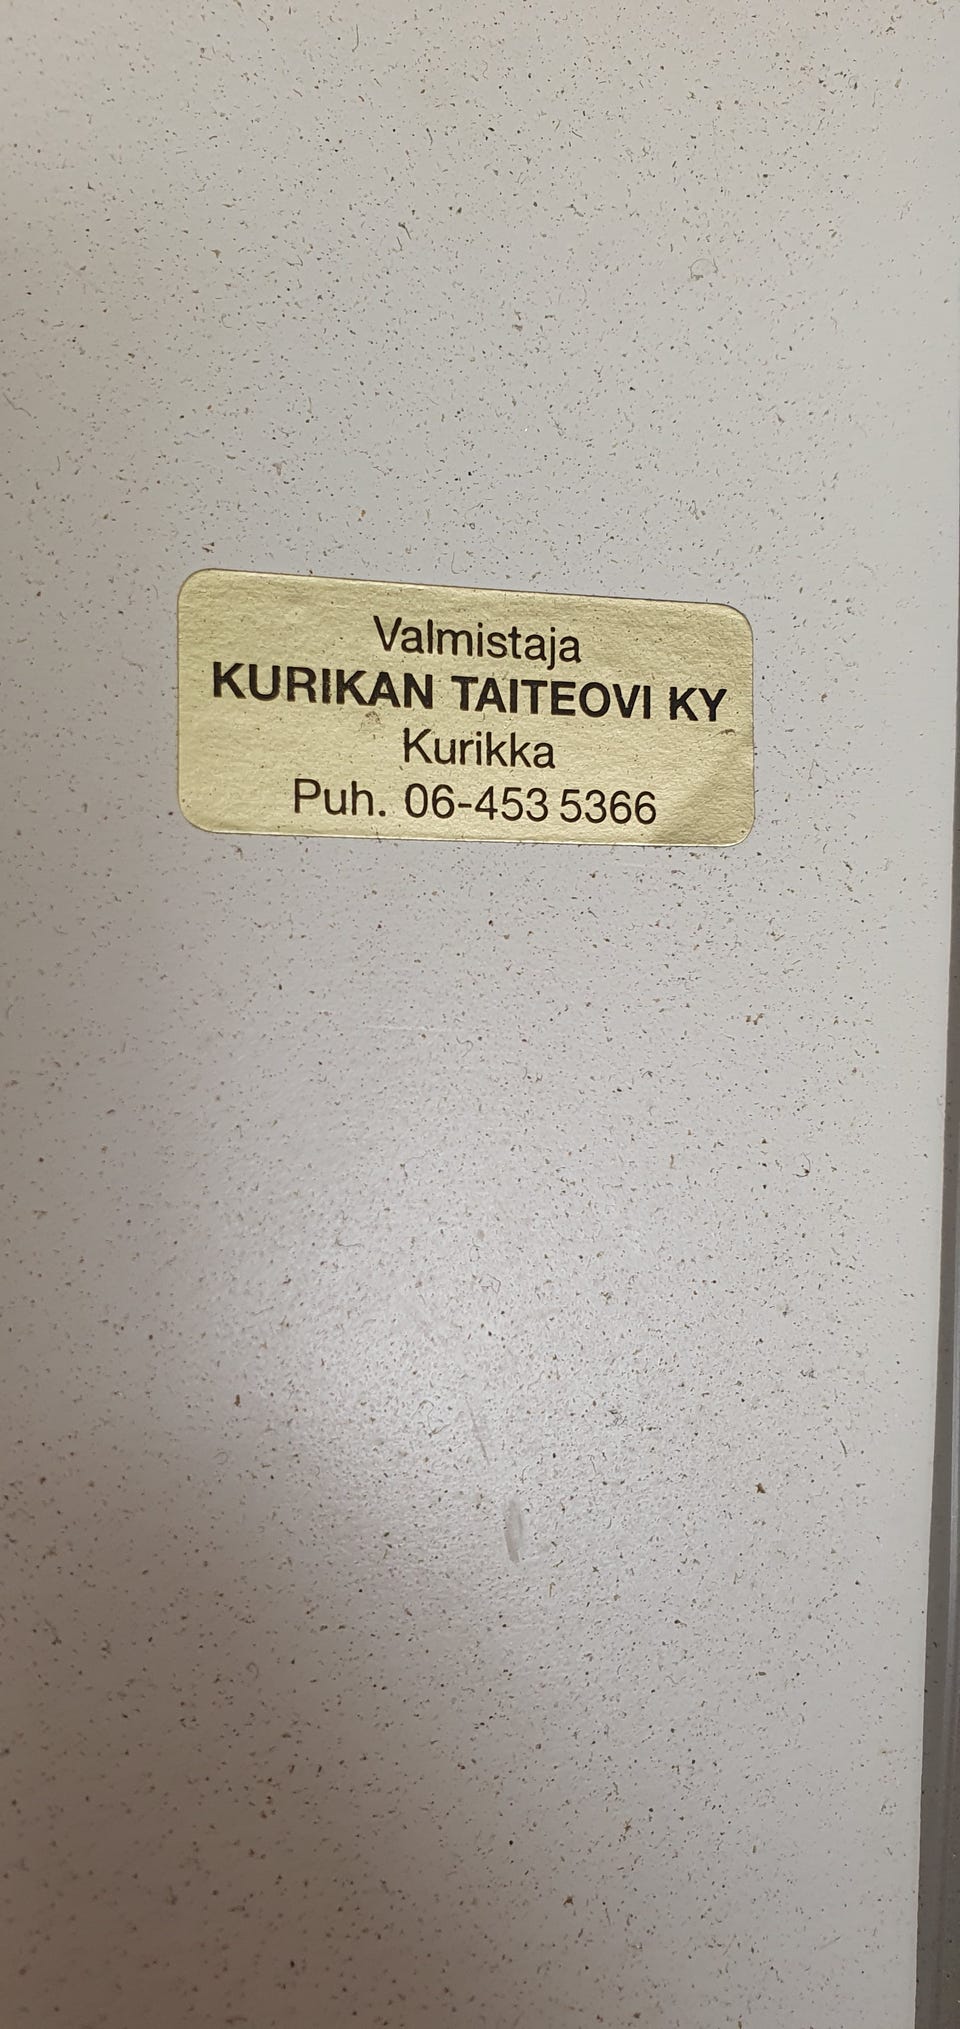 Valmistaja
KURIKAN TAITEOVI KY
Kurikka
Puh. 06-453 5366